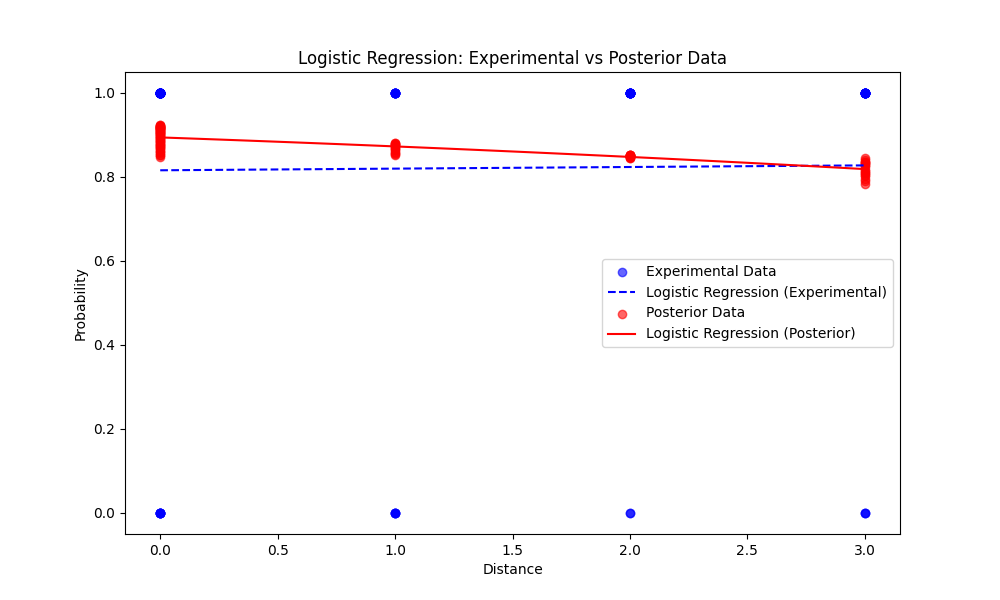 Logistic Regression: Experimental vs Posterior Data
1.0
0.8
0.6
0.4
0.2
0.0
Probability
Experimental Data
Logistic Regression (Experimental)
Posterior Data
Logistic Regression (Posterior)
0.0 0.5 1.0 1.5 2.0 2.5 3.0
Distance